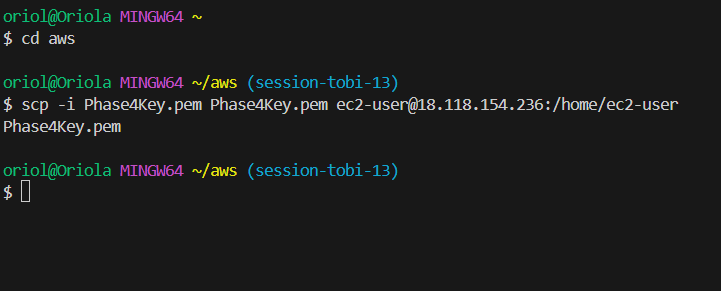 oriol@Oriola MINGW64 ~
$ cd aws
oriol@Oriola MINGW64 ~/aws (session-tobi-13)
$ scp -i Phase4Key.pem Phase4Key.pem ec2-user@18.118.154.236:/home/ec2-user
Phase4Key.pem
oriol@Oriola MINGW64 ~/aws (session-tobi-13)
$